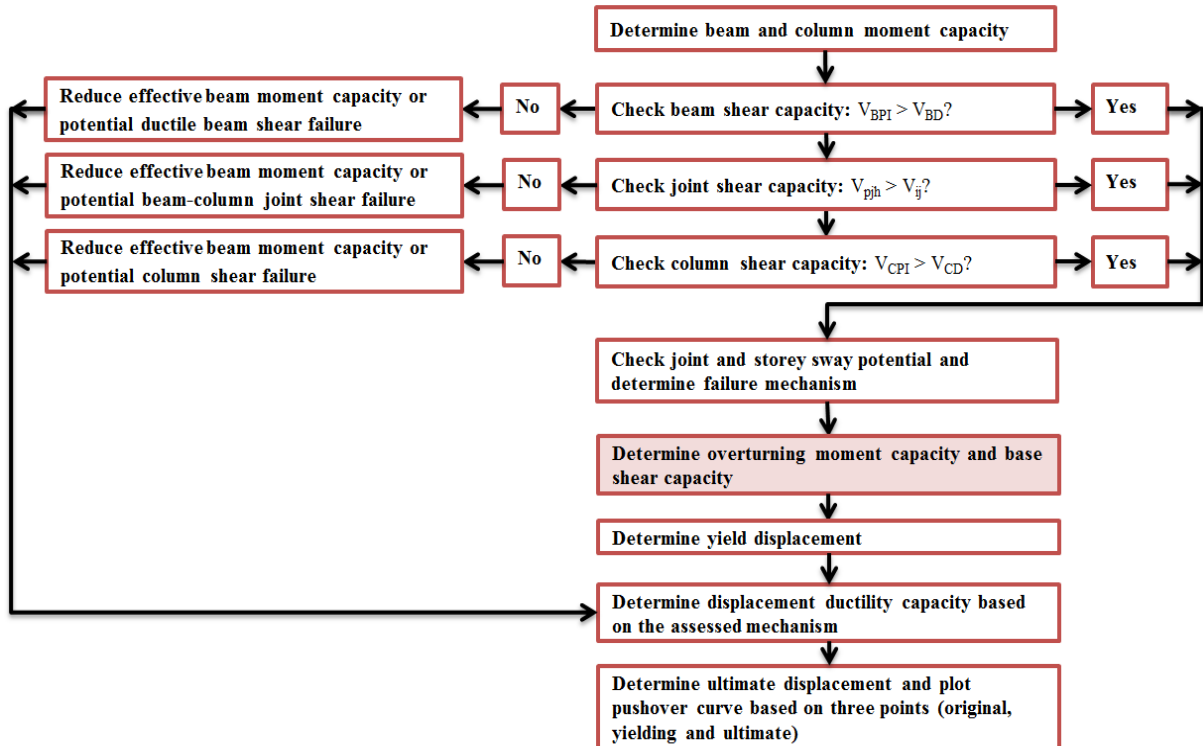 Determine beam and column moment capacity
Reduce effective beam moment capacity or
potential ductile beam shear failure
No
Check beam shear capacity: V_BPI > V_BD?
Yes
Reduce effective beam moment capacity or
potential beam-column joint shear failure
No
Check joint shear capacity: V_pjh > V_ij?
Yes
Reduce effective beam moment capacity or
potential column shear failure
No
Check column shear capacity: V_CPI > V_CD?
Yes
Check joint and storey sway potential and
determine failure mechanism
Determine overturning moment capacity and base
shear capacity
Determine yield displacement
Determine displacement ductility capacity based
on the assessed mechanism
Determine ultimate displacement and plot
pushover curve based on three points (original,
yielding and ultimate)